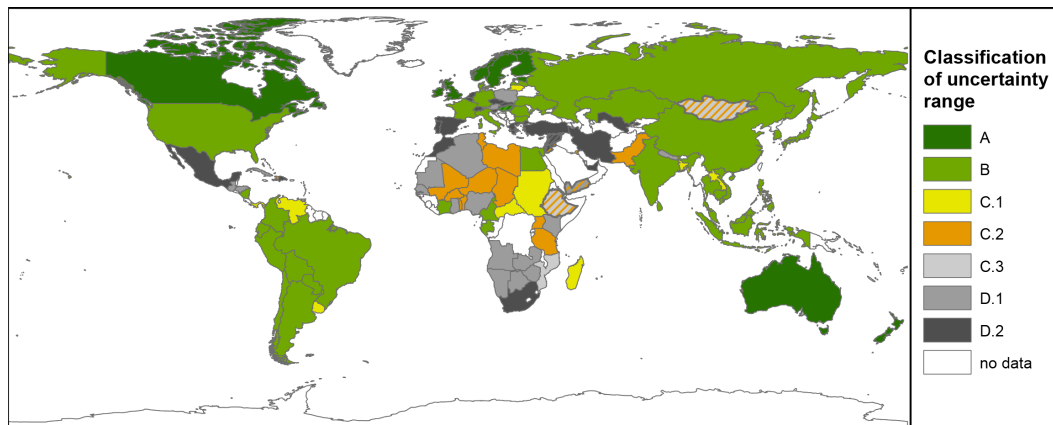 Classification
of uncertainty
range
A
B
C.1
C.2
C.3
D.1
D.2
no data